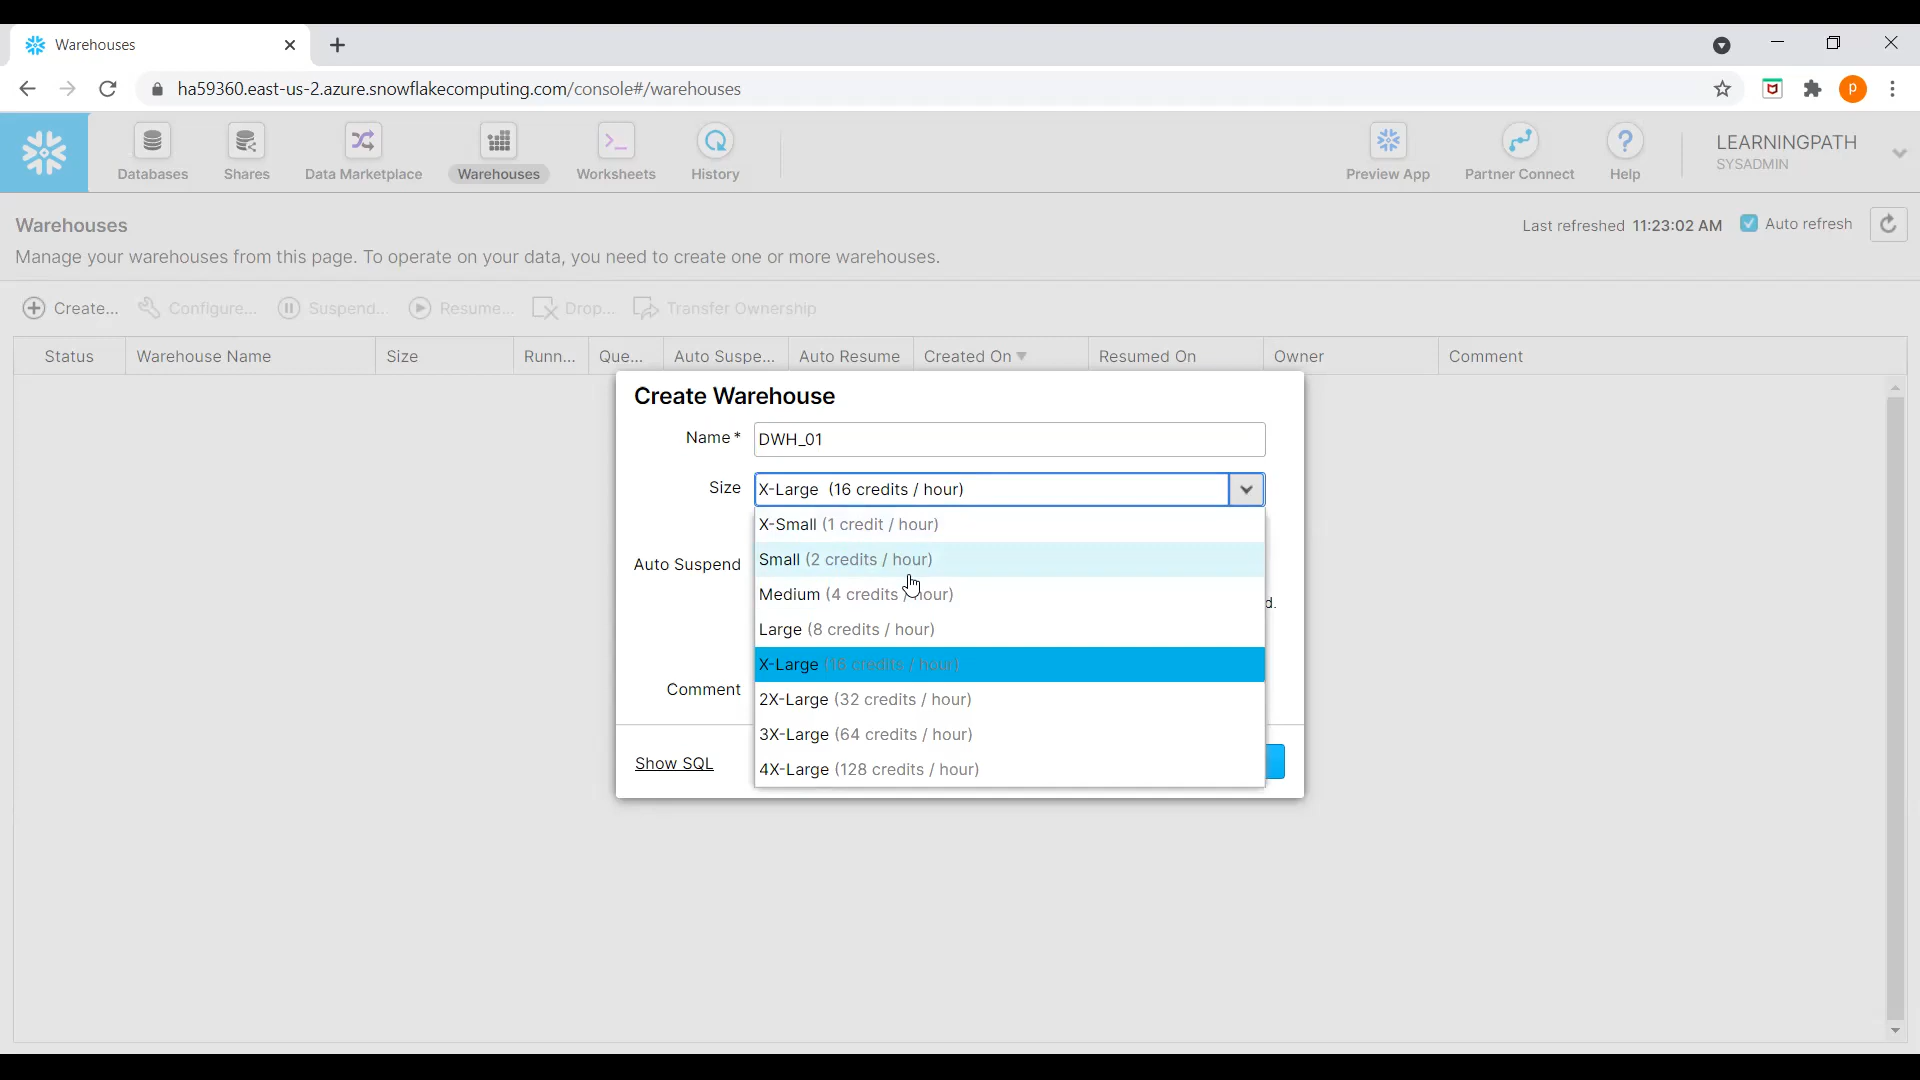 Warehouses
ha59360.east-us-2.azure.snowflakecomputing.com/console#/warehouses
P
Databases
Shares
Data Marketplace
Warehouses
Worksheets
History
Preview App
Partner Connect
Help
LEARNINGPATH
SYSADMIN
Warehouses
Last refreshed 11:23:02 AM
Auto refresh
Manage your warehouses from this page. To operate on your data, you need to create one or more warehouses.
Create... Configure... Suspend... Resume... Drop... Transfer Ownership
Status Warehouse Name Size Runn... Que... Auto Suspe... Auto Resume Created On Resumed On Owner Comment
Create Warehouse
Name * DWH_01
Size X-Large (16 credits / hour)
X-Small (1 credit / hour)
Small (2 credits / hour)
Auto Suspend
Medium (4 credits / hour)
d.
Large (8 credits / hour)
X-Large (16 credits / hour)
Comment
2X-Large (32 credits / hour)
3X-Large (64 credits / hour)
Show SQL
4X-Large (128 credits / hour)